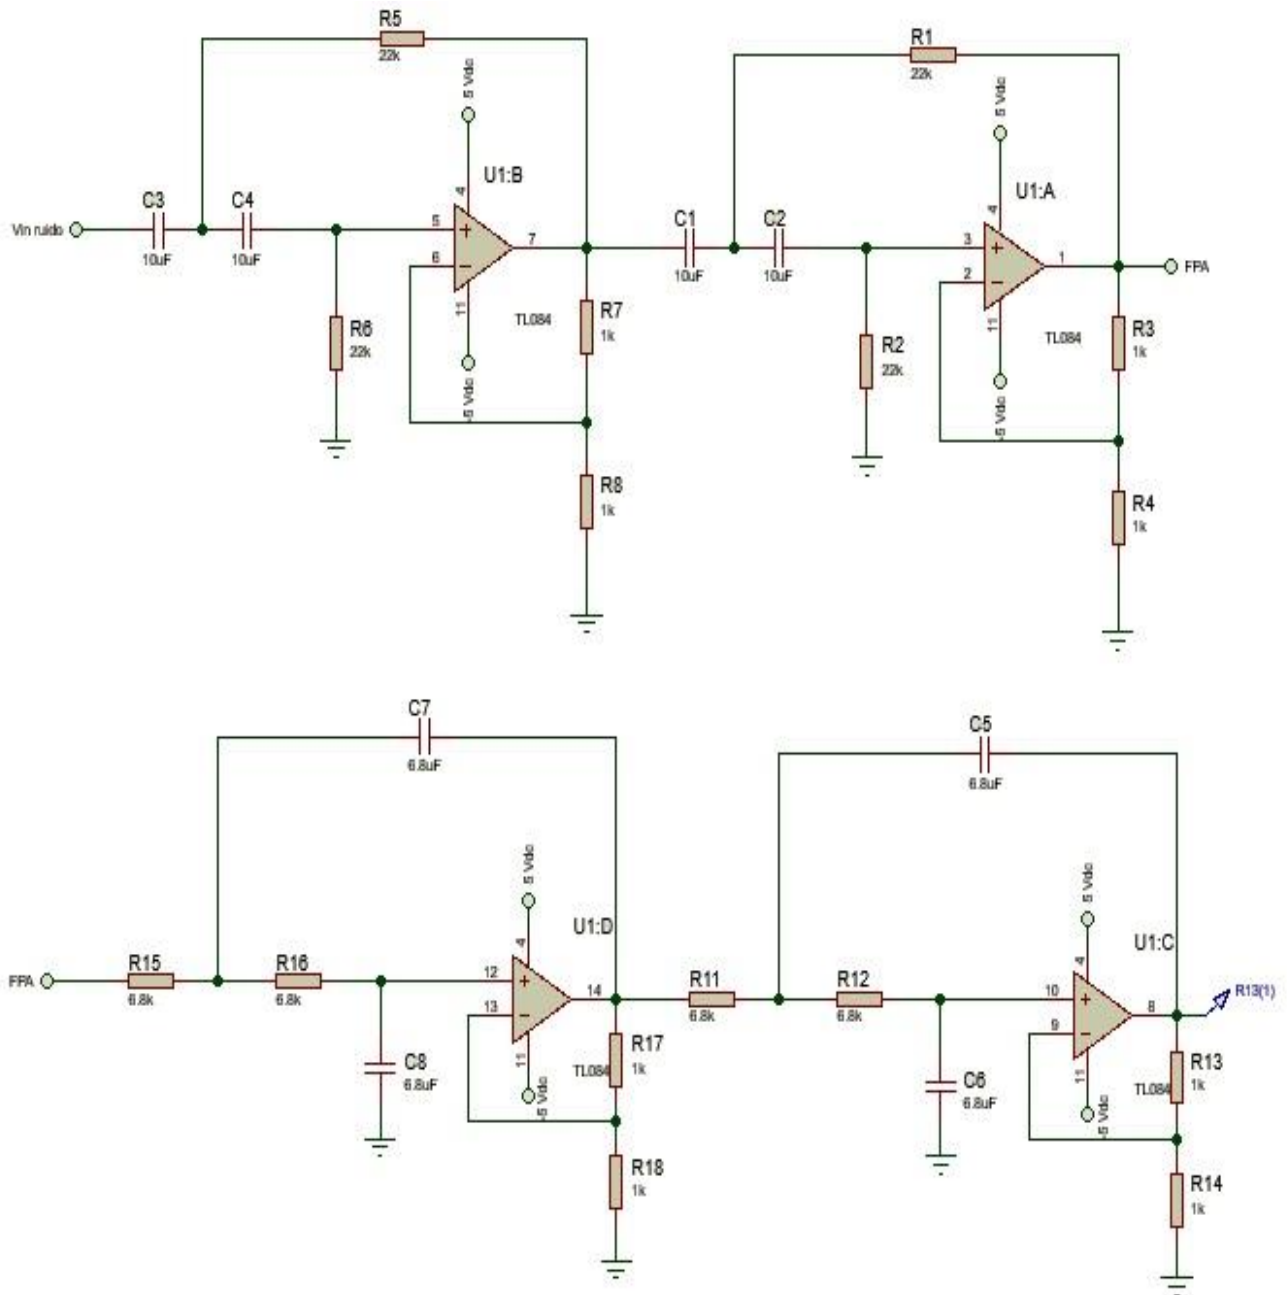 R5
22k
R1
22k
5 Vdc
5 Vdc
U1:B
U1:A
C3
C4
4
4
Vin ruido
10uF
10uF
5
6
7
C1
C2
10uF
10uF
3
2
1
FPA
11
TL084
R7
1k
11
TL084
R3
1k
R6
22k
R2
22k
-5 Vdc
-5 Vdc
R8
1k
R4
1k
C7
6.8uF
C5
6.8uF
5 Vdc
5 Vdc
U1:D
U1:C
4
4
FPA
R15
6.8k
R16
6.8k
12
13
14
R11
6.8k
R12
6.8k
10
9
8
R13(1)
11
C8
6.8uF
TL084
R17
1k
11
C6
6.8uF
TL084
R13
1k
-5 Vdc
-5 Vdc
R18
1k
R14
1k